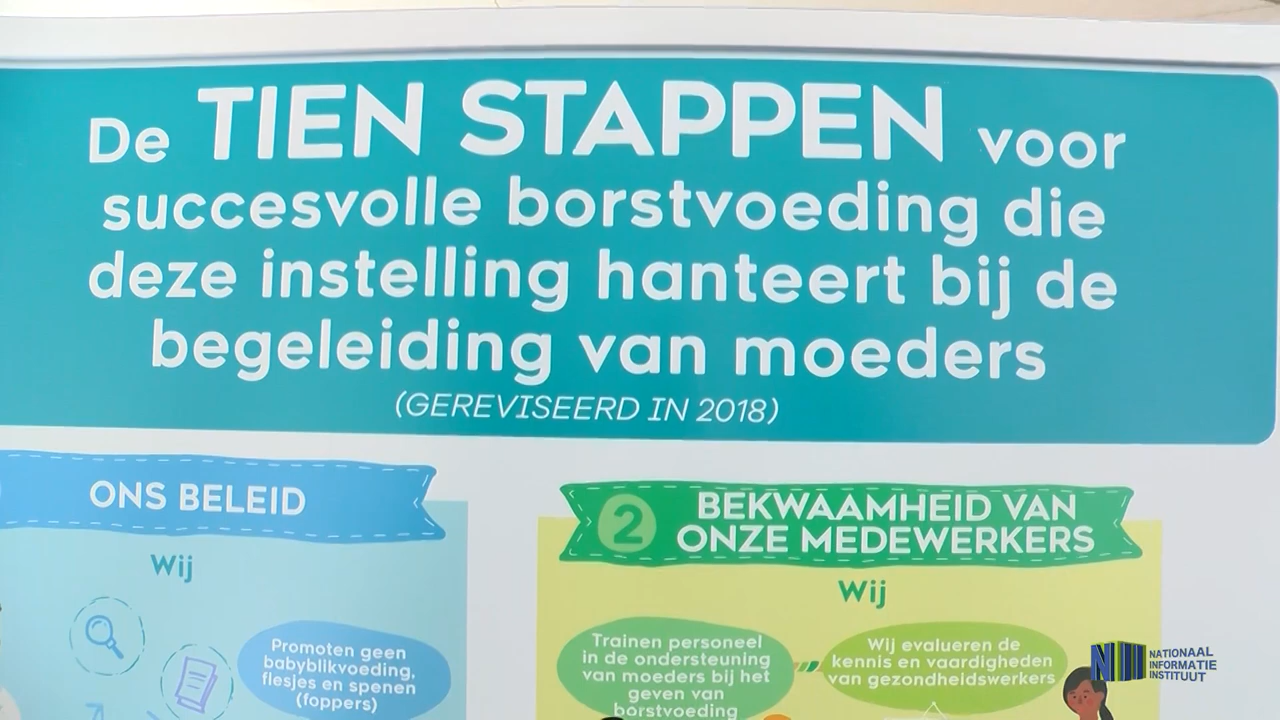 De TIEN STAPPEN voor
succesvolle borstvoeding die
deze instelling hanteert bij de
begeleiding van moeders
(GEREVISEERD IN 2018)
ONS BELEID
Wij
Promoten geen
babyblikvoeding,
flesjes en spenen
(foppers)
2
BEKWAAMHEID VAN
ONZE MEDEWERKERS
Wij
Trainen personeel
in de ondersteuning
van moeders bij het
geven van
borstvoeding
Wij evalueren de
kennis en vaardigheden
van gezondheidswerkers
NATIONAAL
INFORMATIE
INSTITUUT